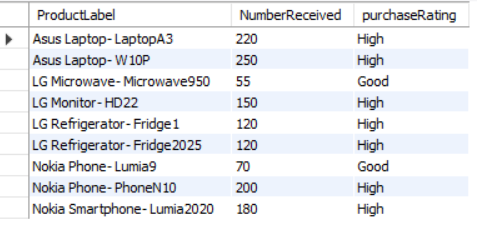 ProductLabel NumberReceived purchaseRating
Asus Laptop- LaptopA3 220 High
Asus Laptop- W10P 250 High
LG Microwave- Microwave950 55 Good
LG Monitor- HD22 150 High
LG Refrigerator- Fridge1 120 High
LG Refrigerator- Fridge2025 120 High
Nokia Phone- Lumia9 70 Good
Nokia Phone- PhoneN10 200 High
Nokia Smartphone- Lumia2020 180 High